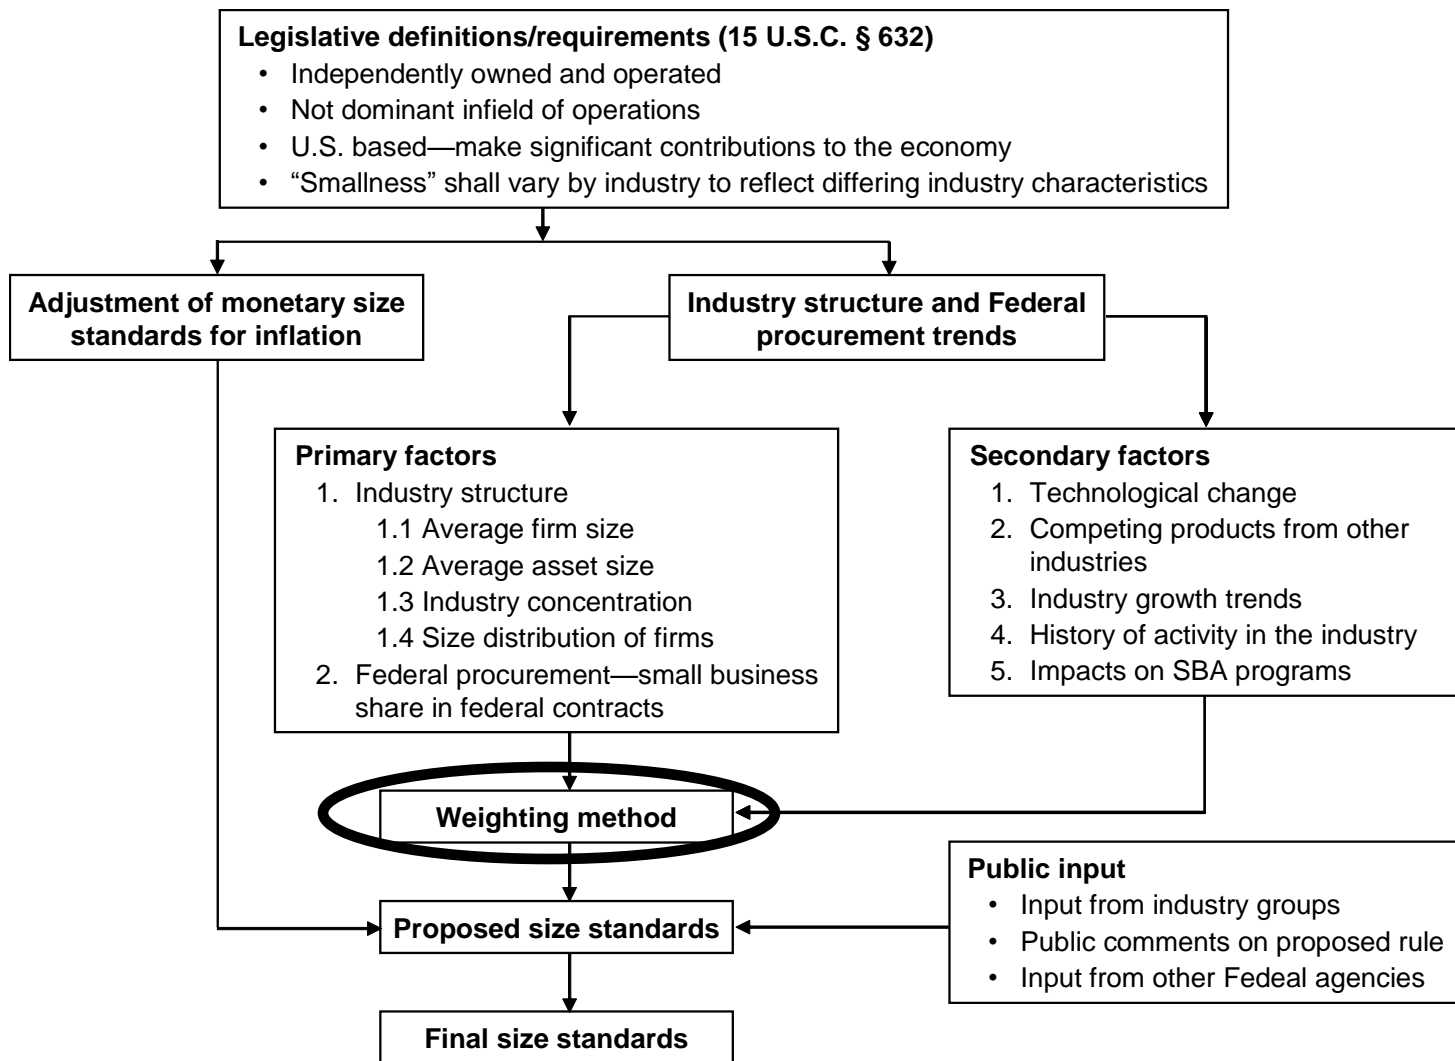 Legislative definitions/requirements (15 U.S.C. § 632)
• Independently owned and operated
• Not dominant infield of operations
• U.S. based—make significant contributions to the economy
• “Smallness” shall vary by industry to reflect differing industry characteristics
Adjustment of monetary size
standards for inflation
Industry structure and Federal
procurement trends
Primary factors
1. Industry structure
1.1 Average firm size
1.2 Average asset size
1.3 Industry concentration
1.4 Size distribution of firms
2. Federal procurement—small business
share in federal contracts
Secondary factors
1. Technological change
2. Competing products from other
industries
3. Industry growth trends
4. History of activity in the industry
5. Impacts on SBA programs
Weighting method
Public input
• Input from industry groups
• Public comments on proposed rule
• Input from other Fedeal agencies
Proposed size standards
Final size standards